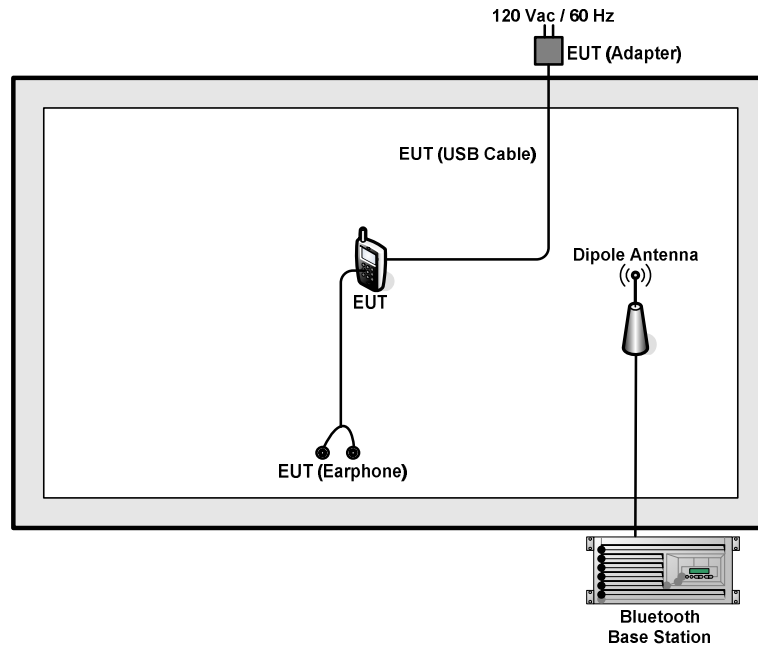 120 Vac / 60 Hz
EUT (Adapter)
EUT (USB Cable)
Dipole Antenna
EUT
EUT (Earphone)
Bluetooth
Base Station